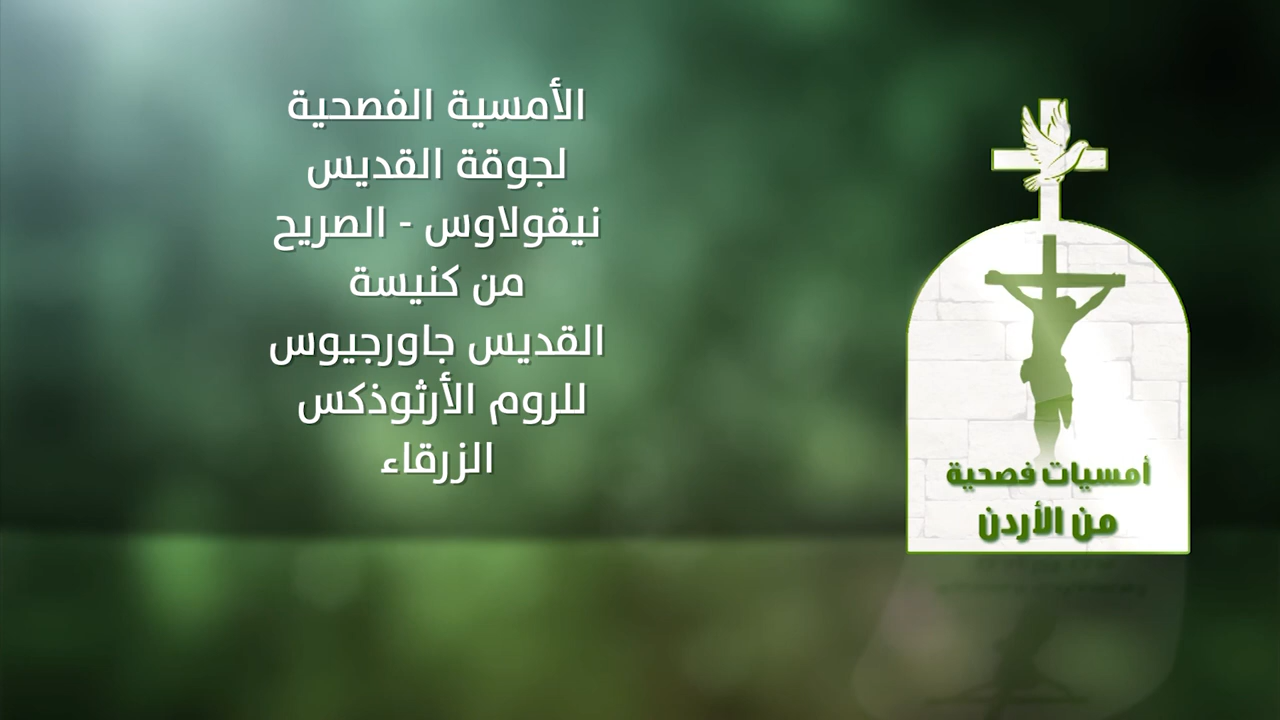 الأمسية الفصحية
لجوقة القديس
نيقولاوس - الصريح
من كنيسة
القديس جاورجيوس
للروم الأرثوذكس
الزرقاء
أمسيات فصحية
من الأردن